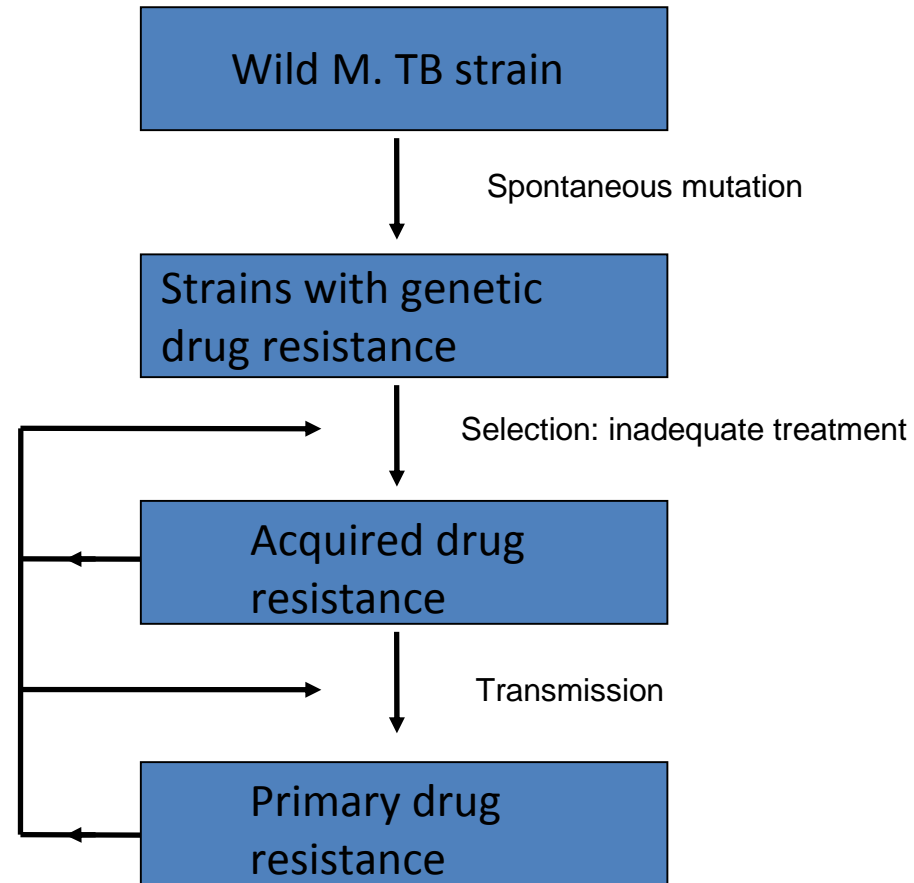 Wild M. TB strain
Spontaneous mutation
Strains with genetic
drug resistance
Selection: inadequate treatment
Acquired drug
resistance
Transmission
Primary drug
resistance